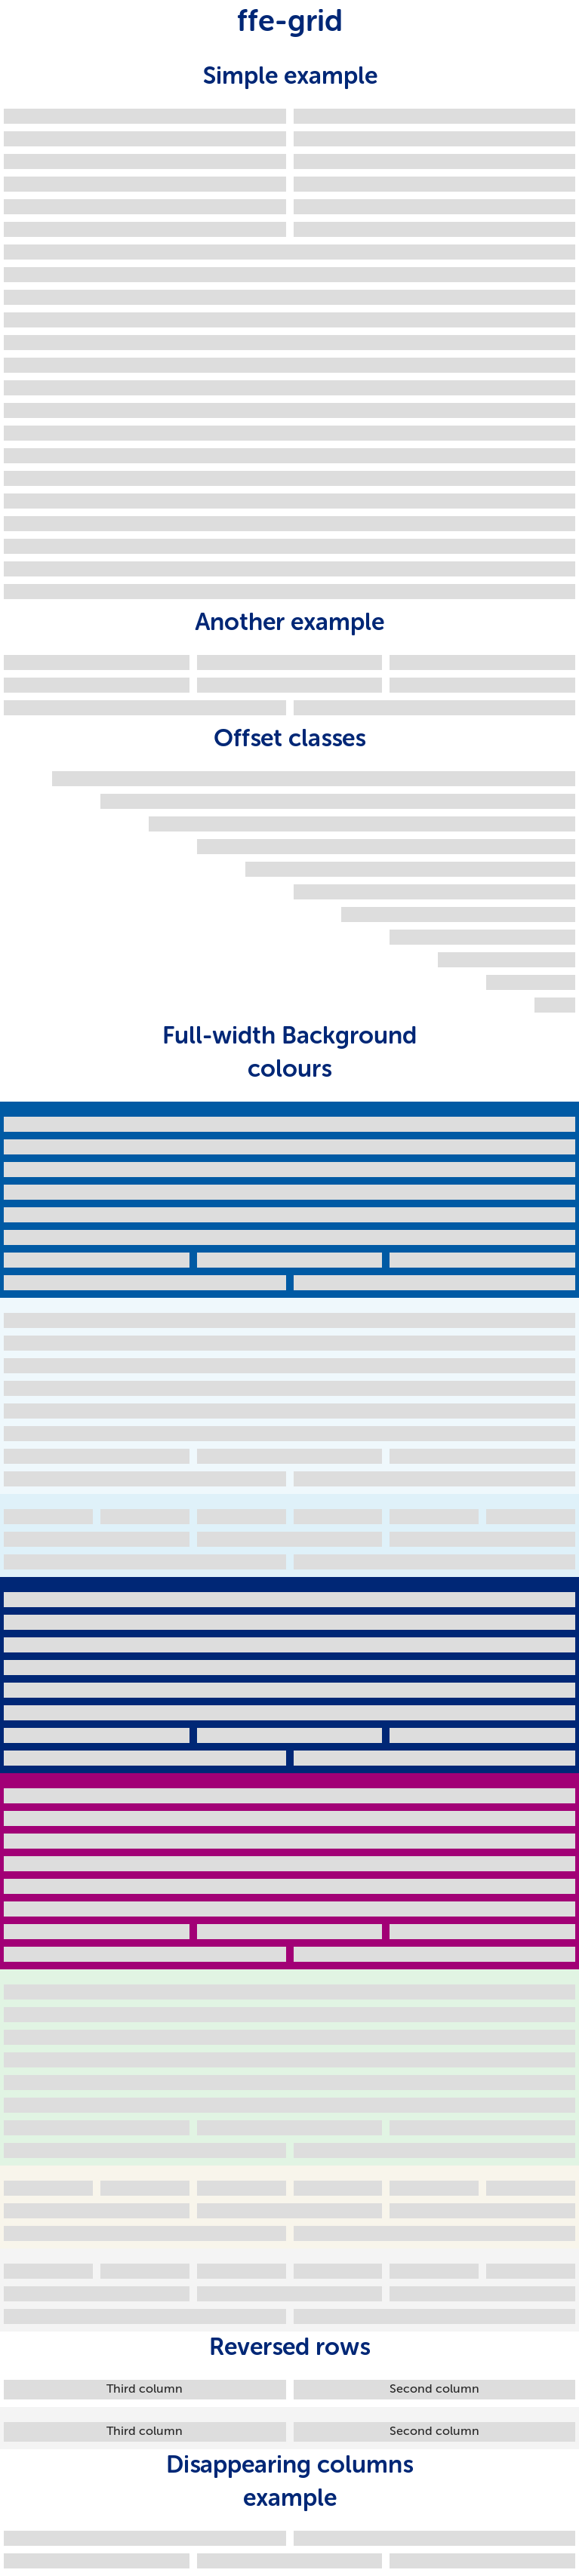 ffe-grid
Simple example
Another example
Offset classes
Full-width Background
colours
Reversed rows
Third column Second column
Third column Second column
Disappearing columns
example